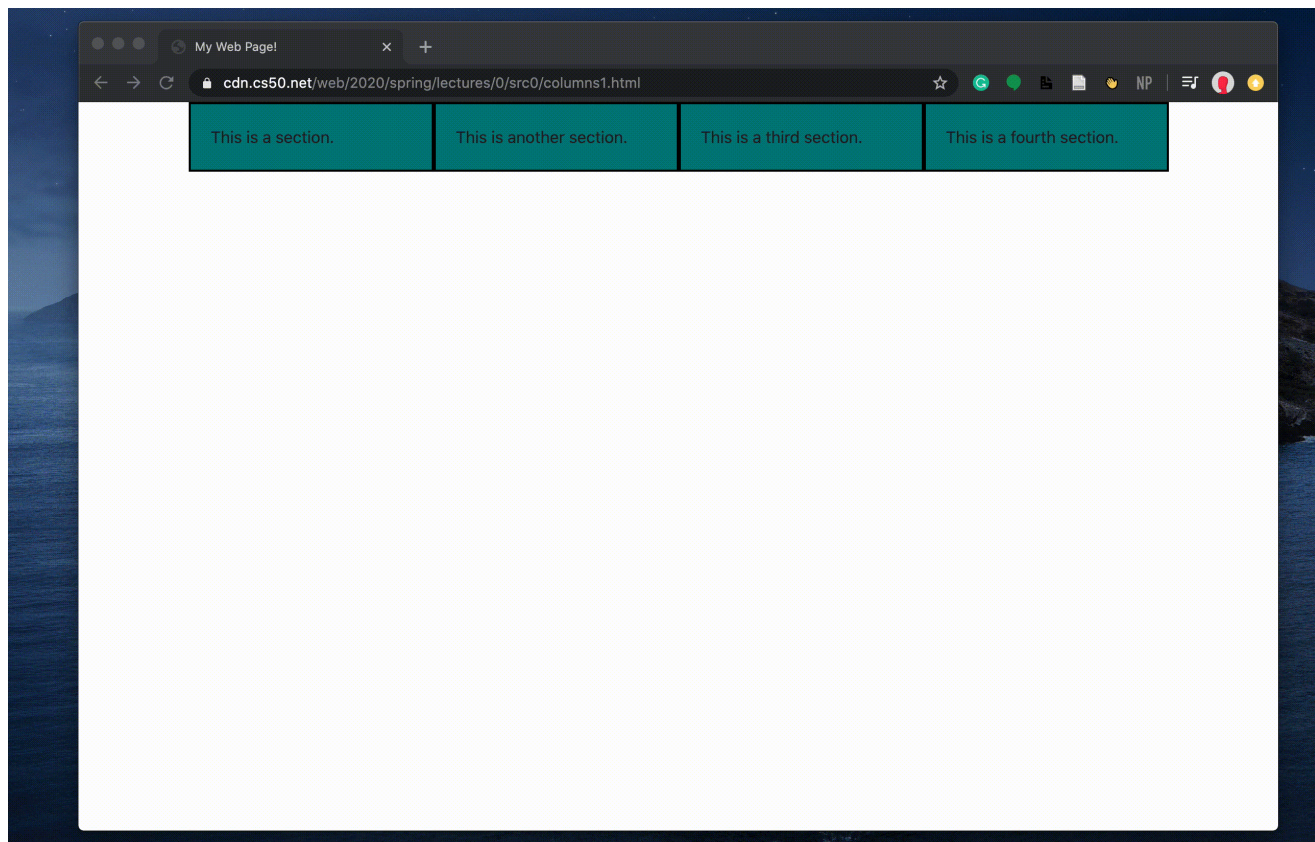 My Web Page!
cdn.cs50.net/web/2020/spring/lectures/0/src0/columns1.html
NP
This is a section. This is another section. This is a third section. This is a fourth section.